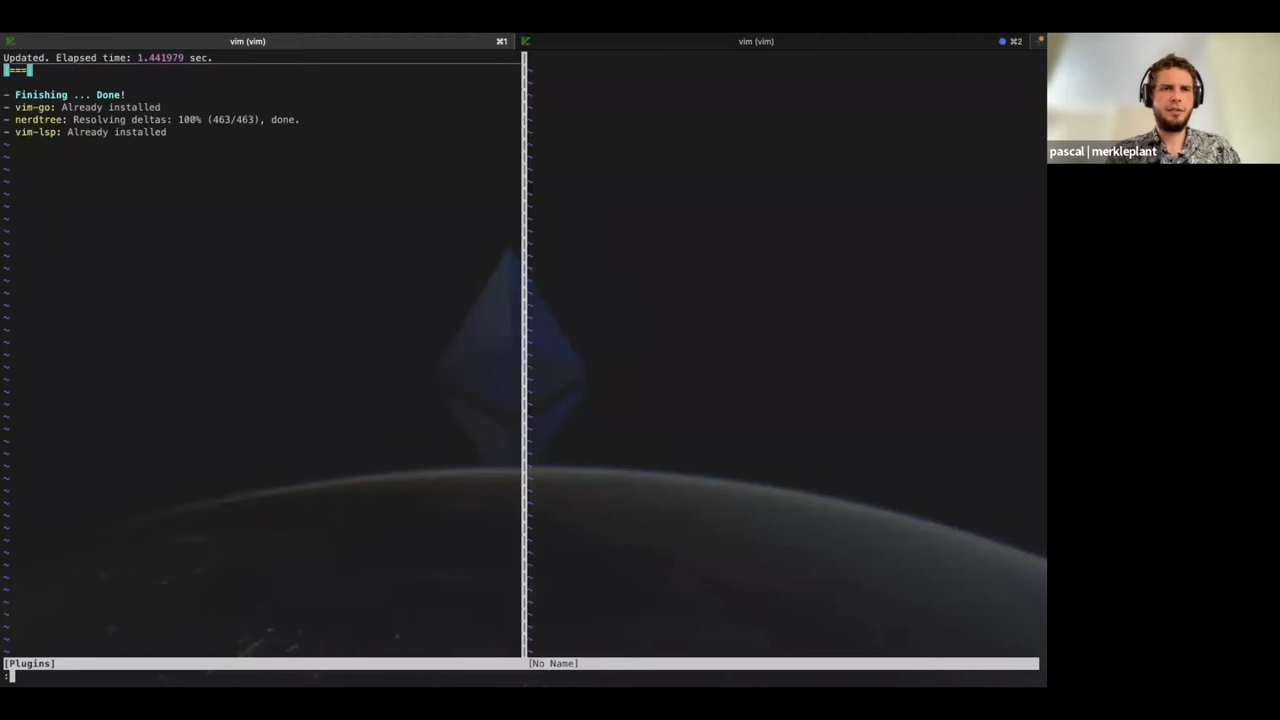 vim (vim) ⌘1
vim (vim) ⌘2
Updated. Elapsed time: 1.441979 sec.
[===]
- Finishing ... Done!
- vim-go: Already installed
- nerdtree: Resolving deltas: 100% (463/463), done.
- vim-lsp: Already installed
[Plugins]
[No Name]
:
pascal | merkleplant